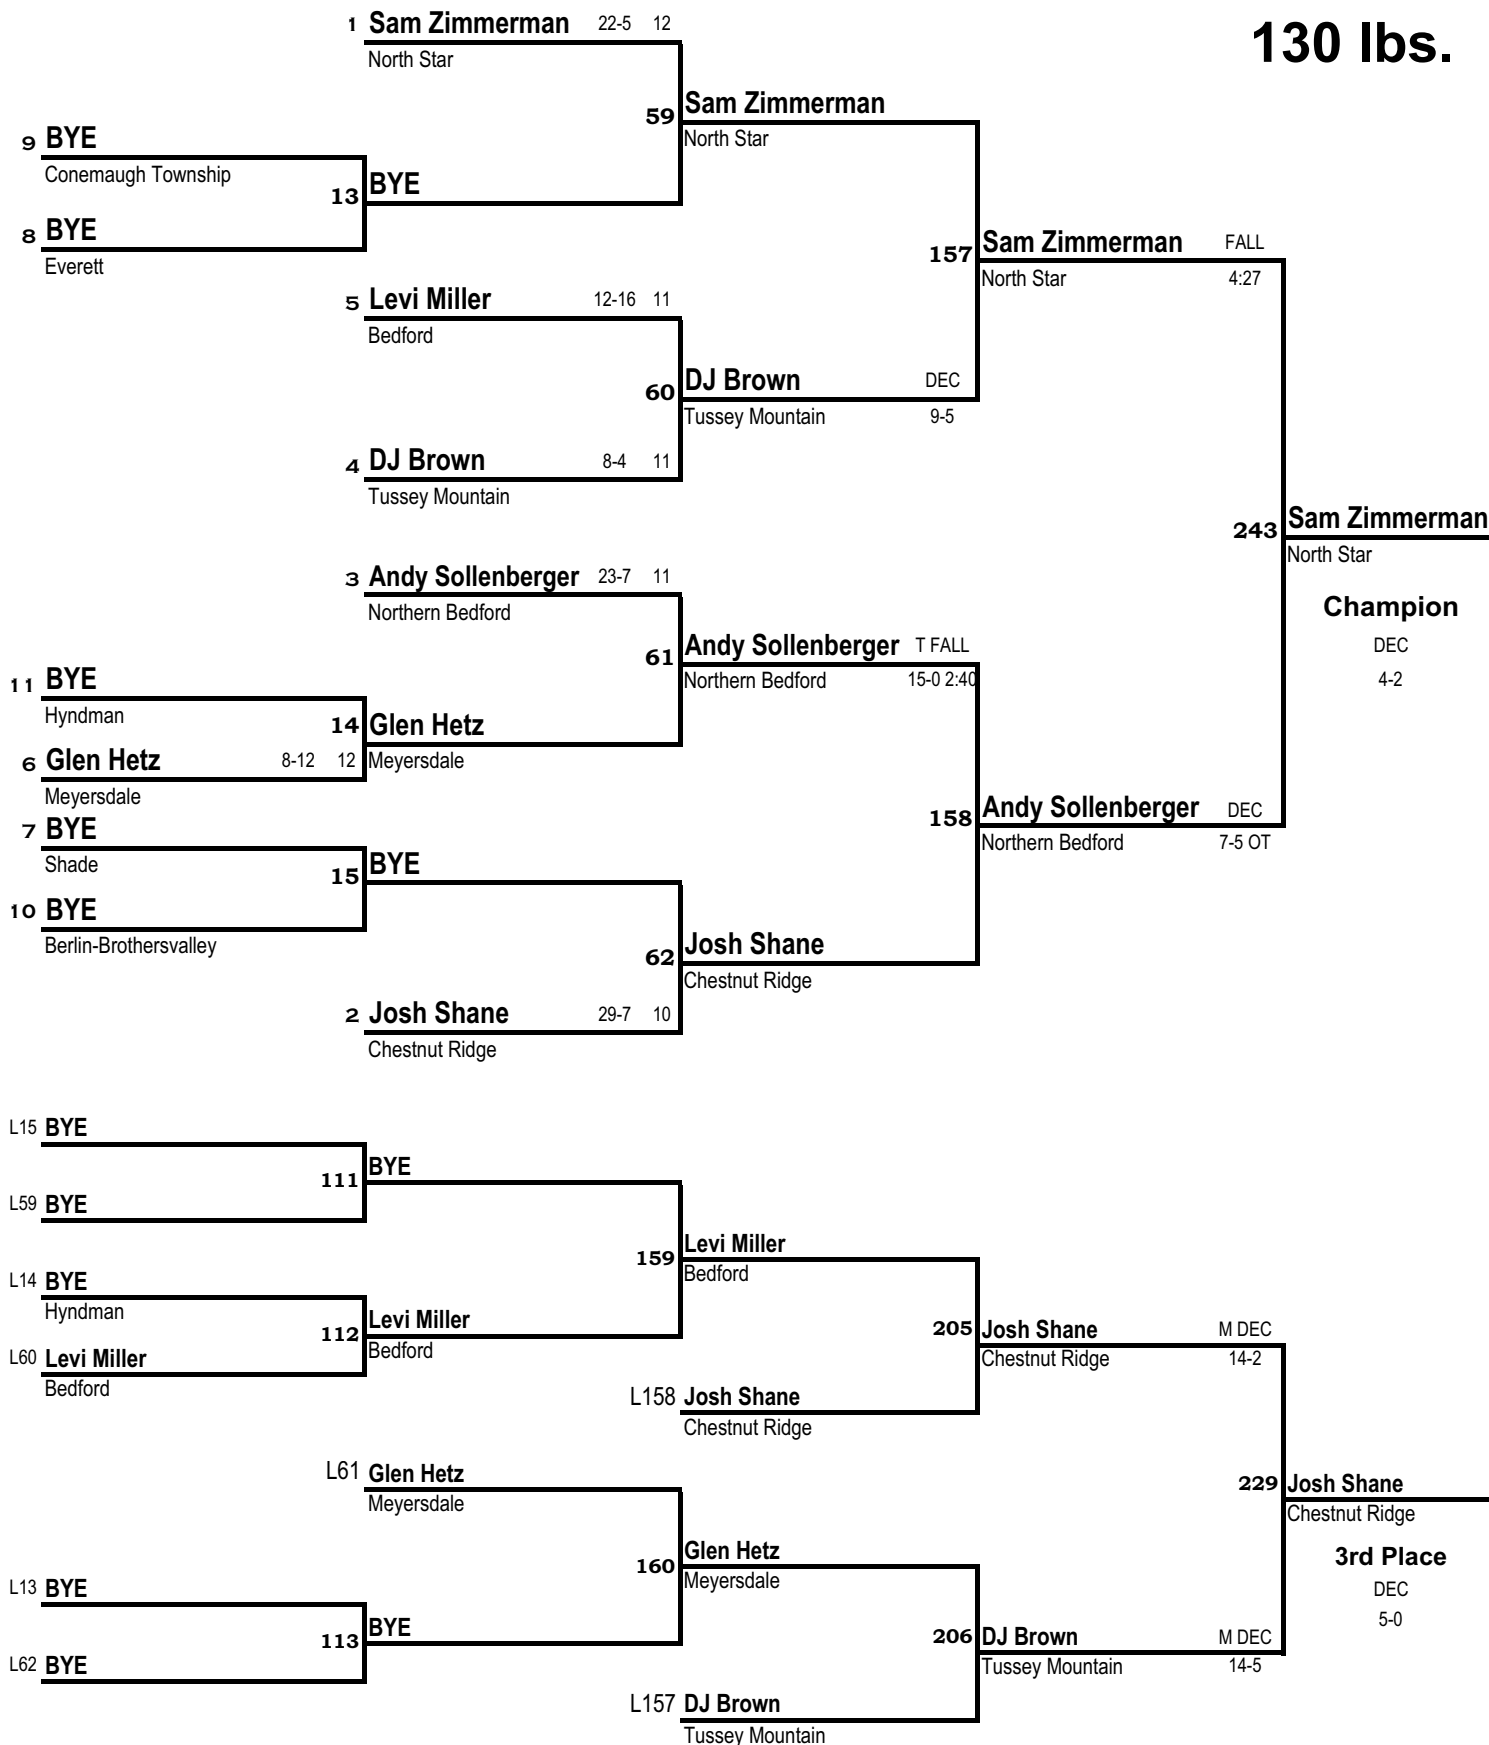 130 lbs.
1 Sam Zimmerman 22-5 12
North Star
59 Sam Zimmerman
North Star
9 BYE
Conemaugh Township
13 BYE
8 BYE
Everett
157 Sam Zimmerman FALL
North Star 4:27
5 Levi Miller 12-16 11
Bedford
60 DJ Brown DEC
Tussey Mountain 9-5
4 DJ Brown 8-4 11
Tussey Mountain
243 Sam Zimmerman
North Star
Champion
DEC
4-2
3 Andy Sollenberger 23-7 11
Northern Bedford
61 Andy Sollenberger T FALL
Northern Bedford 15-0 2:40
11 BYE
Hyndman
14 Glen Hetz
Meyersdale
6 Glen Hetz 8-12 12
Meyersdale
158 Andy Sollenberger DEC
Northern Bedford 7-5 OT
7 BYE
Shade
15 BYE
10 BYE
Berlin-Brothersvalley
62 Josh Shane
Chestnut Ridge
2 Josh Shane 29-7 10
Chestnut Ridge
L15 BYE
111 BYE
L59 BYE
159 Levi Miller
Bedford
L14 BYE
Hyndman
112 Levi Miller
Bedford
L60 Levi Miller
Bedford
205 Josh Shane M DEC
Chestnut Ridge 14-2
L158 Josh Shane
Chestnut Ridge
L61 Glen Hetz
Meyersdale
229 Josh Shane
Chestnut Ridge
3rd Place
DEC
5-0
160 Glen Hetz
Meyersdale
L13 BYE
113 BYE
L62 BYE
206 DJ Brown M DEC
Tussey Mountain 14-5
L157 DJ Brown
Tussey Mountain